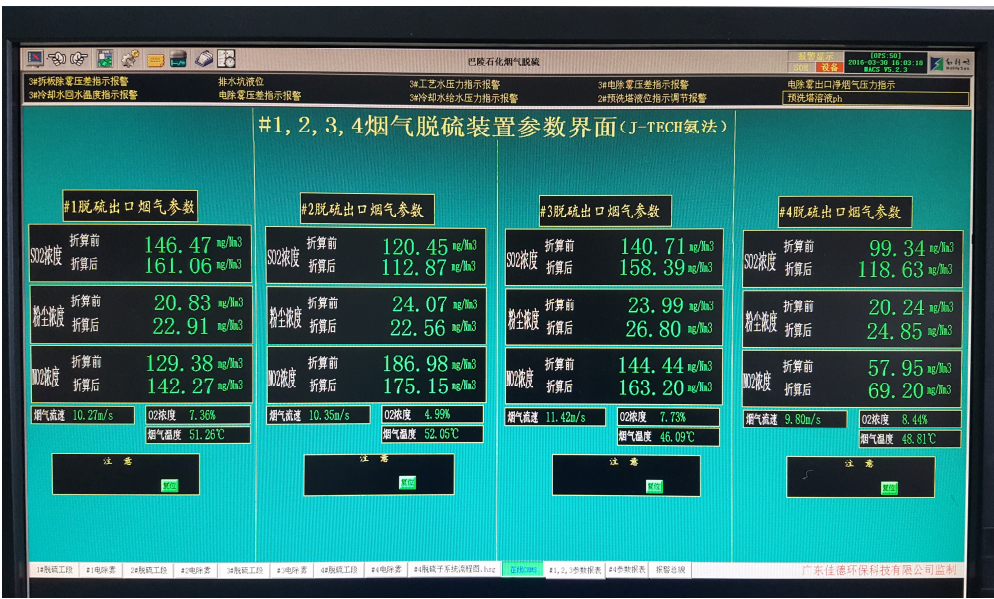 巴陵石化烟气脱硫
报警提示
SOE 设备
[OPS:50]
2016-03-30 16:03:18
MACS V5.2.3
3#拆板除雾压差指示报警 排水坑液位 3#工艺水压力指示报警 3#电除雾压差指示报警 电除雾出口净烟气压力指示
3#冷却水回水温度指示报警 电除雾压差指示报警 3#冷却水给水压力指示报警 2#预洗塔液位指示调节报警 预洗塔溶液ph
#1,2,3,4烟气脱硫装置参数界面(J-TECH氨法)
#1脱硫出口烟气参数
SO2浓度
折算前 146.47 mg/Nm3
折算后 161.06 mg/Nm3
粉尘浓度
折算前 20.83 mg/Nm3
折算后 22.91 mg/Nm3
NO2浓度
折算前 129.38 mg/Nm3
折算后 142.27 mg/Nm3
烟气流速 10.27m/s O2浓度 7.36%
烟气温度 51.26℃
注 意
复位
#2脱硫出口烟气参数
SO2浓度
折算前 120.45 mg/Nm3
折算后 112.87 mg/Nm3
粉尘浓度
折算前 24.07 mg/Nm3
折算后 22.56 mg/Nm3
NO2浓度
折算前 186.98 mg/Nm3
折算后 175.15 mg/Nm3
烟气流速 10.35m/s O2浓度 4.99%
烟气温度 52.05℃
注 意
复位
#3脱硫出口烟气参数
SO2浓度
折算前 140.71 mg/Nm3
折算后 158.39 mg/Nm3
粉尘浓度
折算前 23.99 mg/Nm3
折算后 26.80 mg/Nm3
NO2浓度
折算前 144.44 mg/Nm3
折算后 163.20 mg/Nm3
烟气流速 11.42m/s O2浓度 7.73%
烟气温度 46.09℃
注 意
复位
#4脱硫出口烟气参数
SO2浓度
折算前 99.34 mg/Nm3
折算后 118.63 mg/Nm3
粉尘浓度
折算前 20.24 mg/Nm3
折算后 24.85 mg/Nm3
NO2浓度
折算前 57.95 mg/Nm3
折算后 69.20 mg/Nm3
烟气流速 9.80m/s O2浓度 8.44%
烟气温度 48.81℃
注 意
复位
1#脱硫工段 #1电除雾 2#脱硫工段 #2电除雾 3#脱硫工段 #3电除雾 4#脱硫工段 #4电除雾 #4脱硫子系统流程图.hsg 在线CEMS #1,2,3参数报表 #4参数报表 报警总貌
广东佳德环保科技有限公司监制